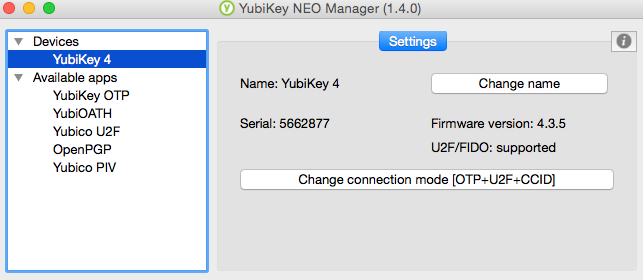 YubiKey NEO Manager (1.4.0)
Devices
YubiKey 4
Available apps
YubiKey OTP
YubiOATH
Yubico U2F
OpenPGP
Yubico PIV
Settings
Name: YubiKey 4
Change name
Serial: 5662877
Firmware version: 4.3.5
U2F/FIDO: supported
Change connection mode [OTP+U2F+CCID]